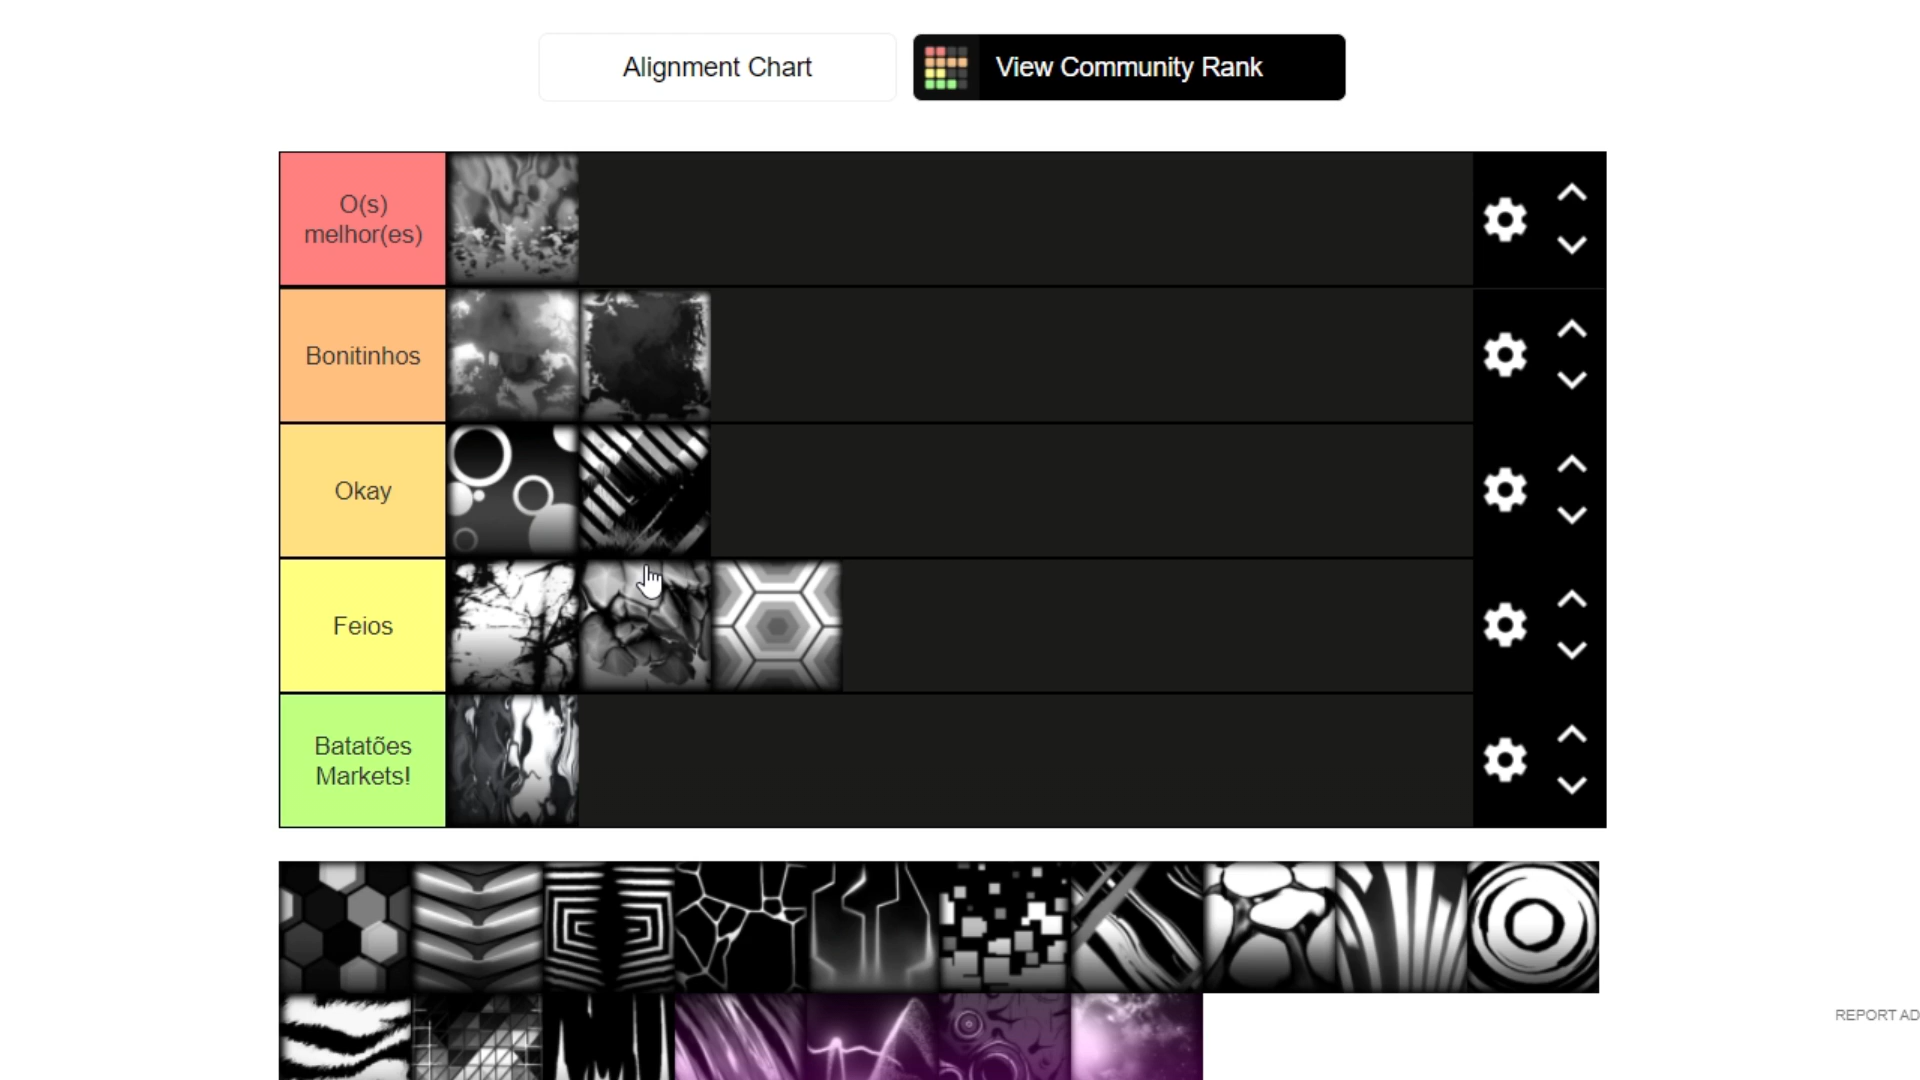 Alignment Chart
View Community Rank
O(s)
melhor(es)
Bonitinhos
Okay
Feios
Batatões
Markets!
REPORT AD